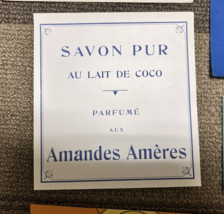 SAVON PUR
AU LAIT DE COCO
PARFUMÉ
AUX
Amandes Amères